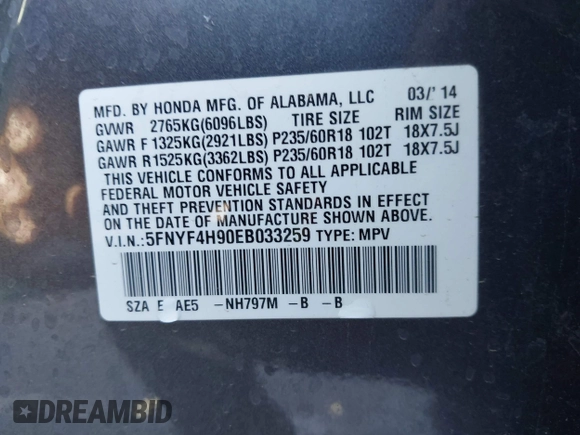 MFD. BY HONDA MFG. OF ALABAMA, LLC 03/'14
GVWR 2765KG(6096LBS) TIRE SIZE RIM SIZE
GAWR F 1325KG(2921LBS) P235/60R18 102T 18X7.5J
GAWR R1525KG(3362LBS) P235/60R18 102T 18X7.5J
THIS VEHICLE CONFORMS TO ALL APPLICABLE
FEDERAL MOTOR VEHICLE SAFETY
AND THEFT PREVENTION STANDARDS IN EFFECT
ON THE DATE OF MANUFACTURE SHOWN ABOVE.
V.I.N.:5FNYF4H90EB033259 TYPE: MPV
SZA E AE5 -NH797M -B -B
DREAMBID